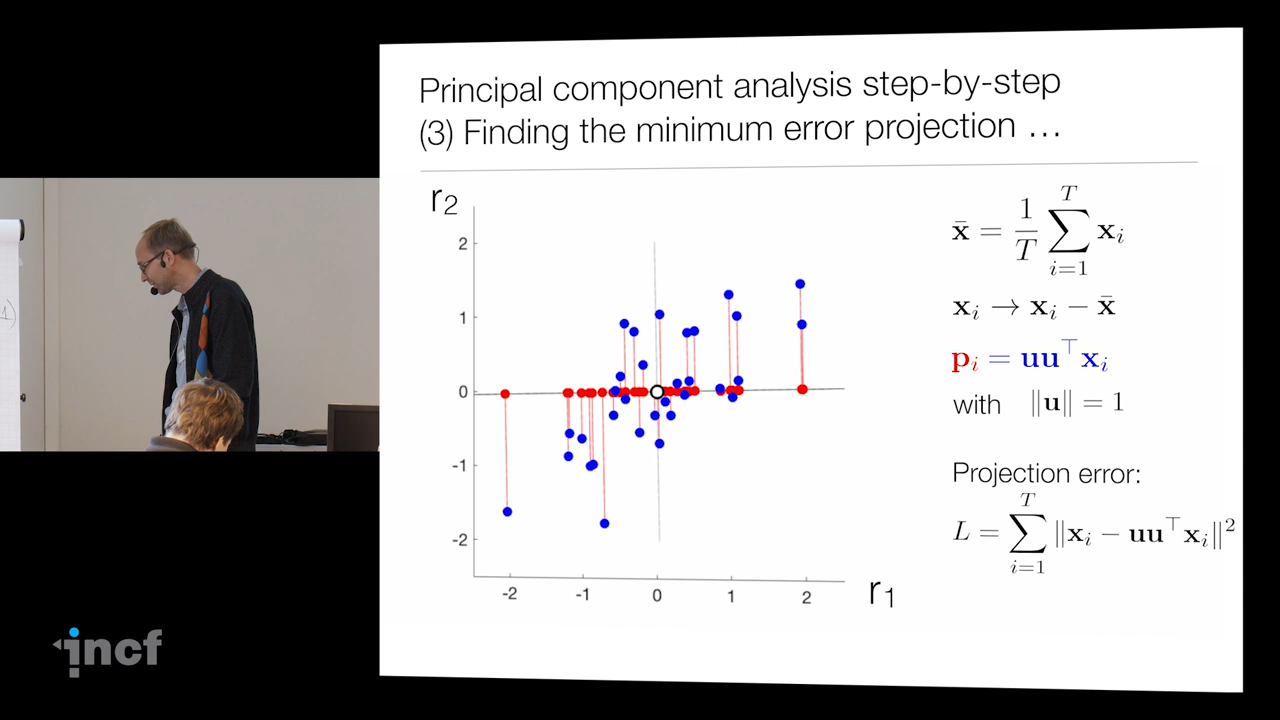 Principal component analysis step-by-step
(3) Finding the minimum error projection …
r₂
2
1
0
-1
-2
-2 -1 0 1 2
r₁
x̄ = 1/T ∑_{i=1}^{T} xᵢ
xᵢ → xᵢ − x̄
pᵢ = uu⊤xᵢ
with ‖u‖ = 1
Projection error:
L = ∑_{i=1}^{T} ‖xᵢ − uu⊤xᵢ‖²
incf